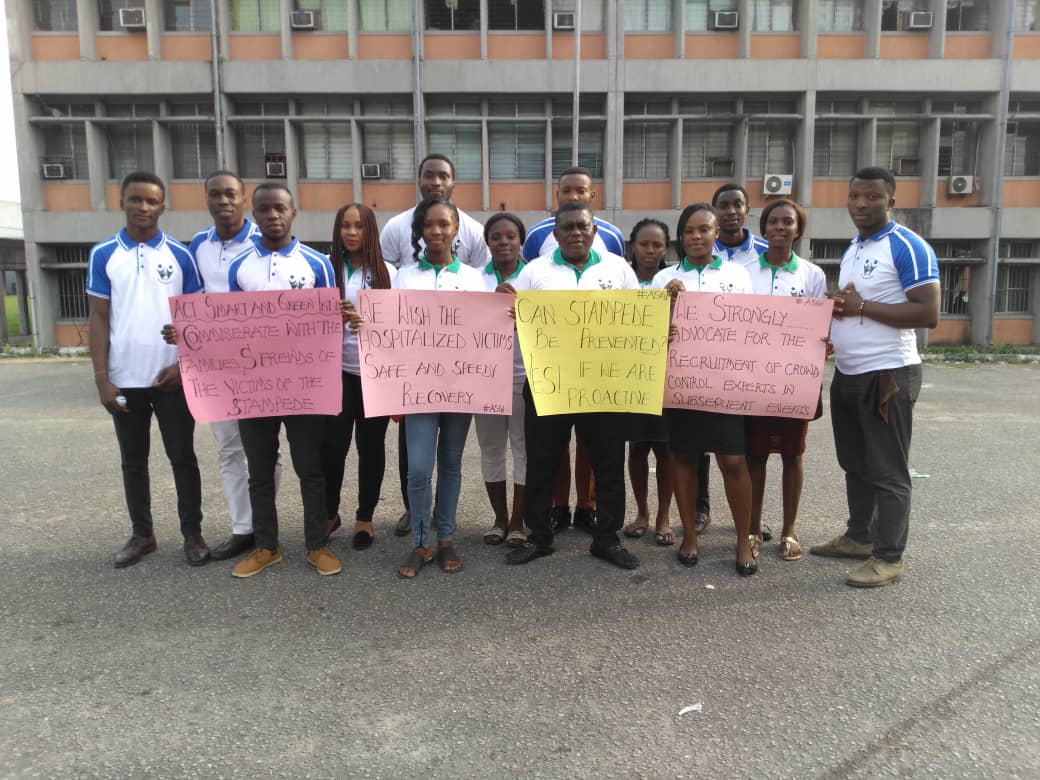 ACT SMART AND GREEN INT'L
COMMISERATE WITH THE
FAMILIES & FREINDS OF
THE VICTIMS OF THE
STAMPEDE
WE WISH THE
HOSPITALIZED VICTIMS
SAFE AND SPEEDY
RECOVERY
#ASGI
CAN STAMPEDE
BE PREVENTED?
YES! IF WE ARE
PROACTIVE
#ASGI
WE STRONGLY
ADVOCATE FOR THE
RECRUITMENT OF CROWD
CONTROL EXPERTS IN
SUBSEQUENT EVENTS
#ASGI